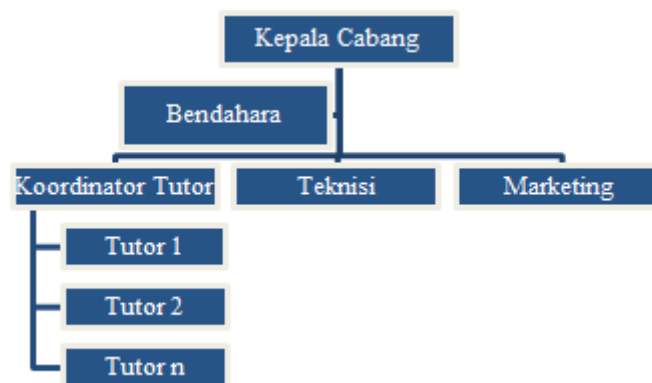 Kepala Cabang
Bendahara
Koordinator Tutor
Teknisi
Marketing
Tutor 1
Tutor 2
Tutor n